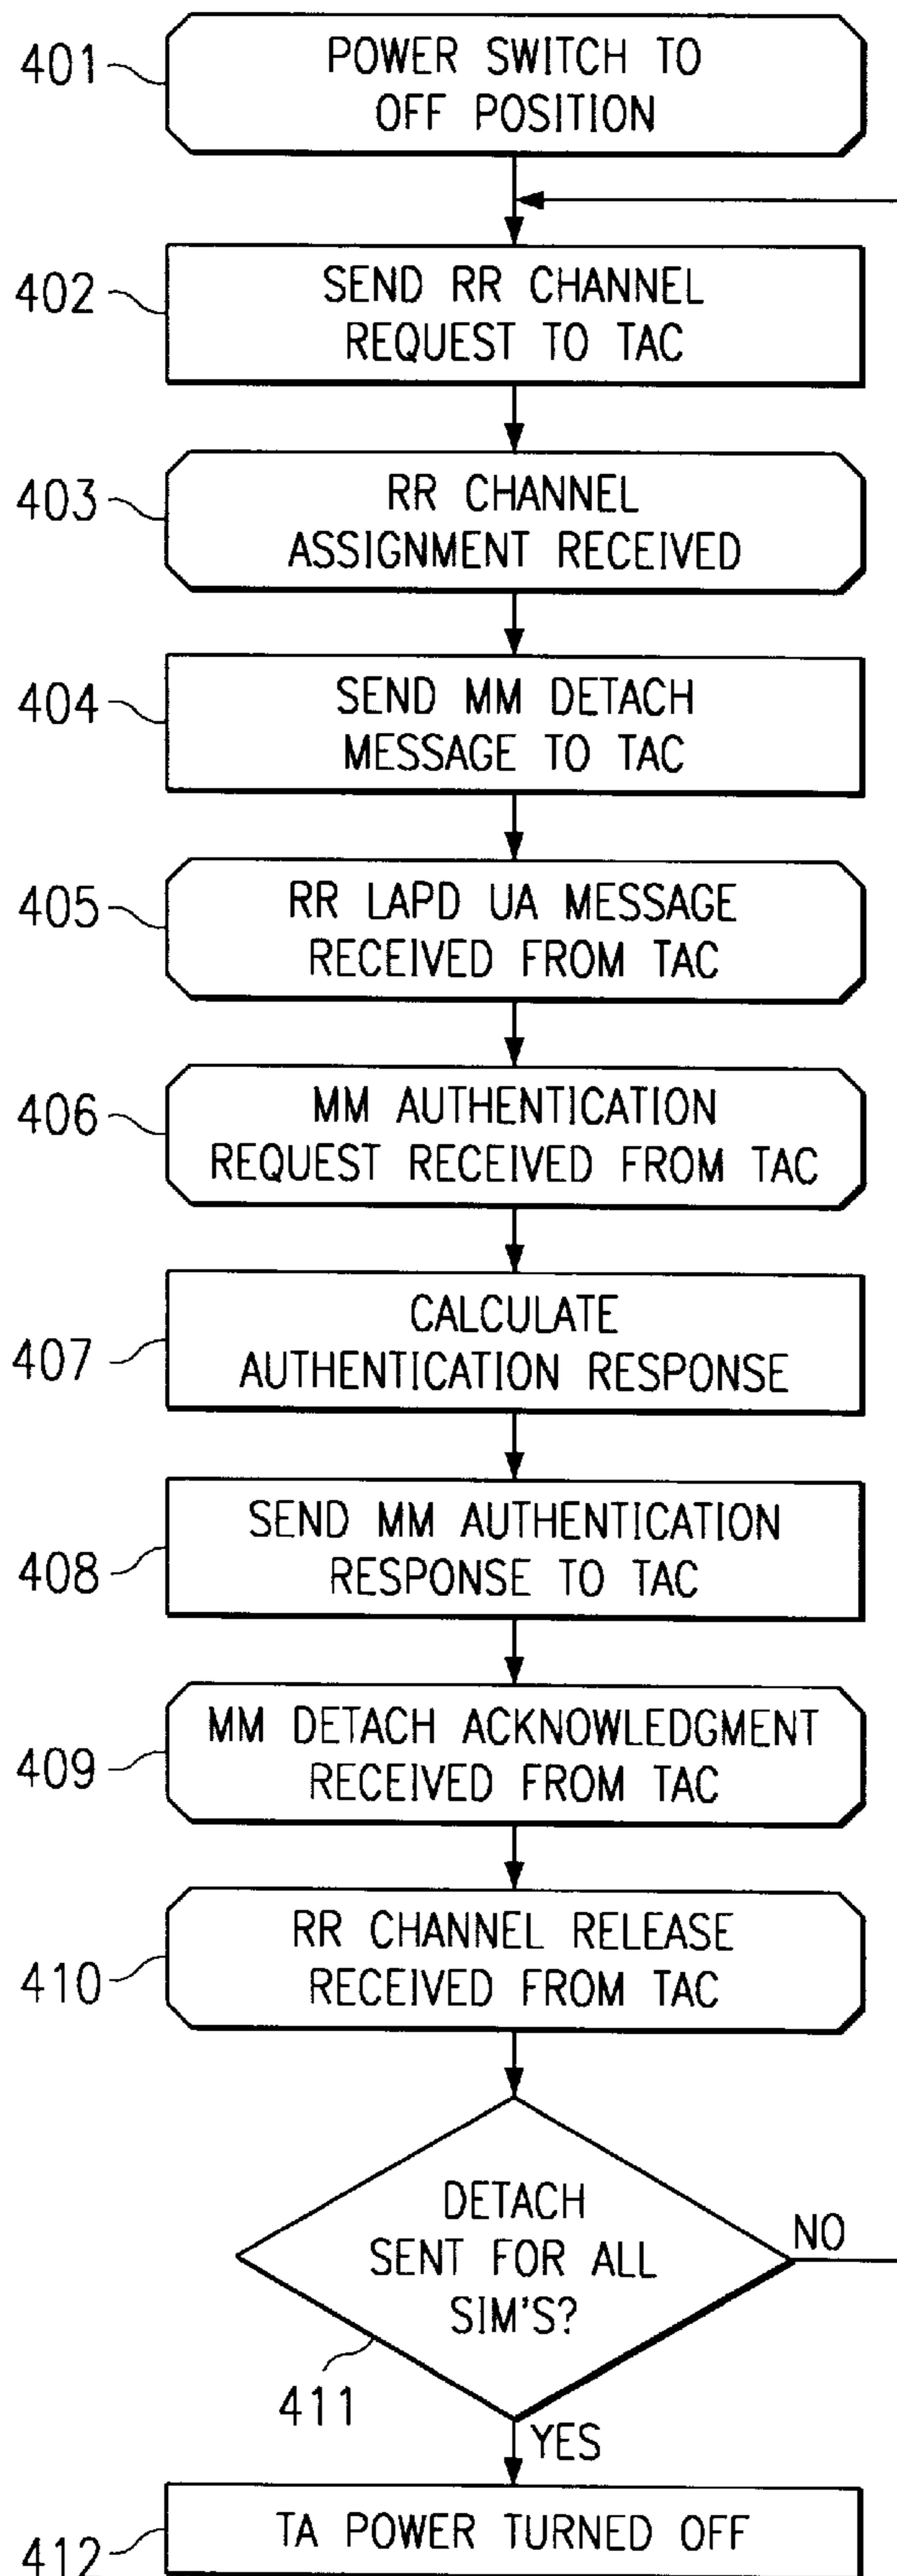 401
POWER SWITCH TO
OFF POSITION
402
SEND RR CHANNEL
REQUEST TO TAC
403
RR CHANNEL
ASSIGNMENT RECEIVED
404
SEND MM DETACH
MESSAGE TO TAC
405
RR LAPD UA MESSAGE
RECEIVED FROM TAC
406
MM AUTHENTICATION
REQUEST RECEIVED FROM TAC
407
CALCULATE
AUTHENTICATION RESPONSE
408
SEND MM AUTHENTICATION
RESPONSE TO TAC
409
MM DETACH ACKNOWLEDGMENT
RECEIVED FROM TAC
410
RR CHANNEL RELEASE
RECEIVED FROM TAC
DETACH
SENT FOR ALL
SIM'S?
NO
411
YES
412
TA POWER TURNED OFF